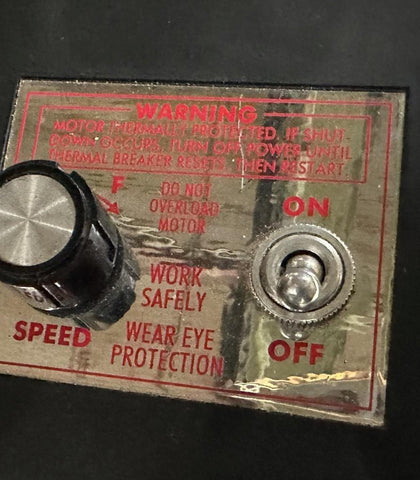 WARNING
MOTOR THERMALLY PROTECTED. IF SHUT
DOWN OCCURS, TURN OFF POWER UNTIL
THERMAL BREAKER RESETS, THEN RESTART.
F
DO NOT
OVERLOAD
MOTOR
ON
WORK
SAFELY
SPEED
WEAR EYE
PROTECTION
OFF